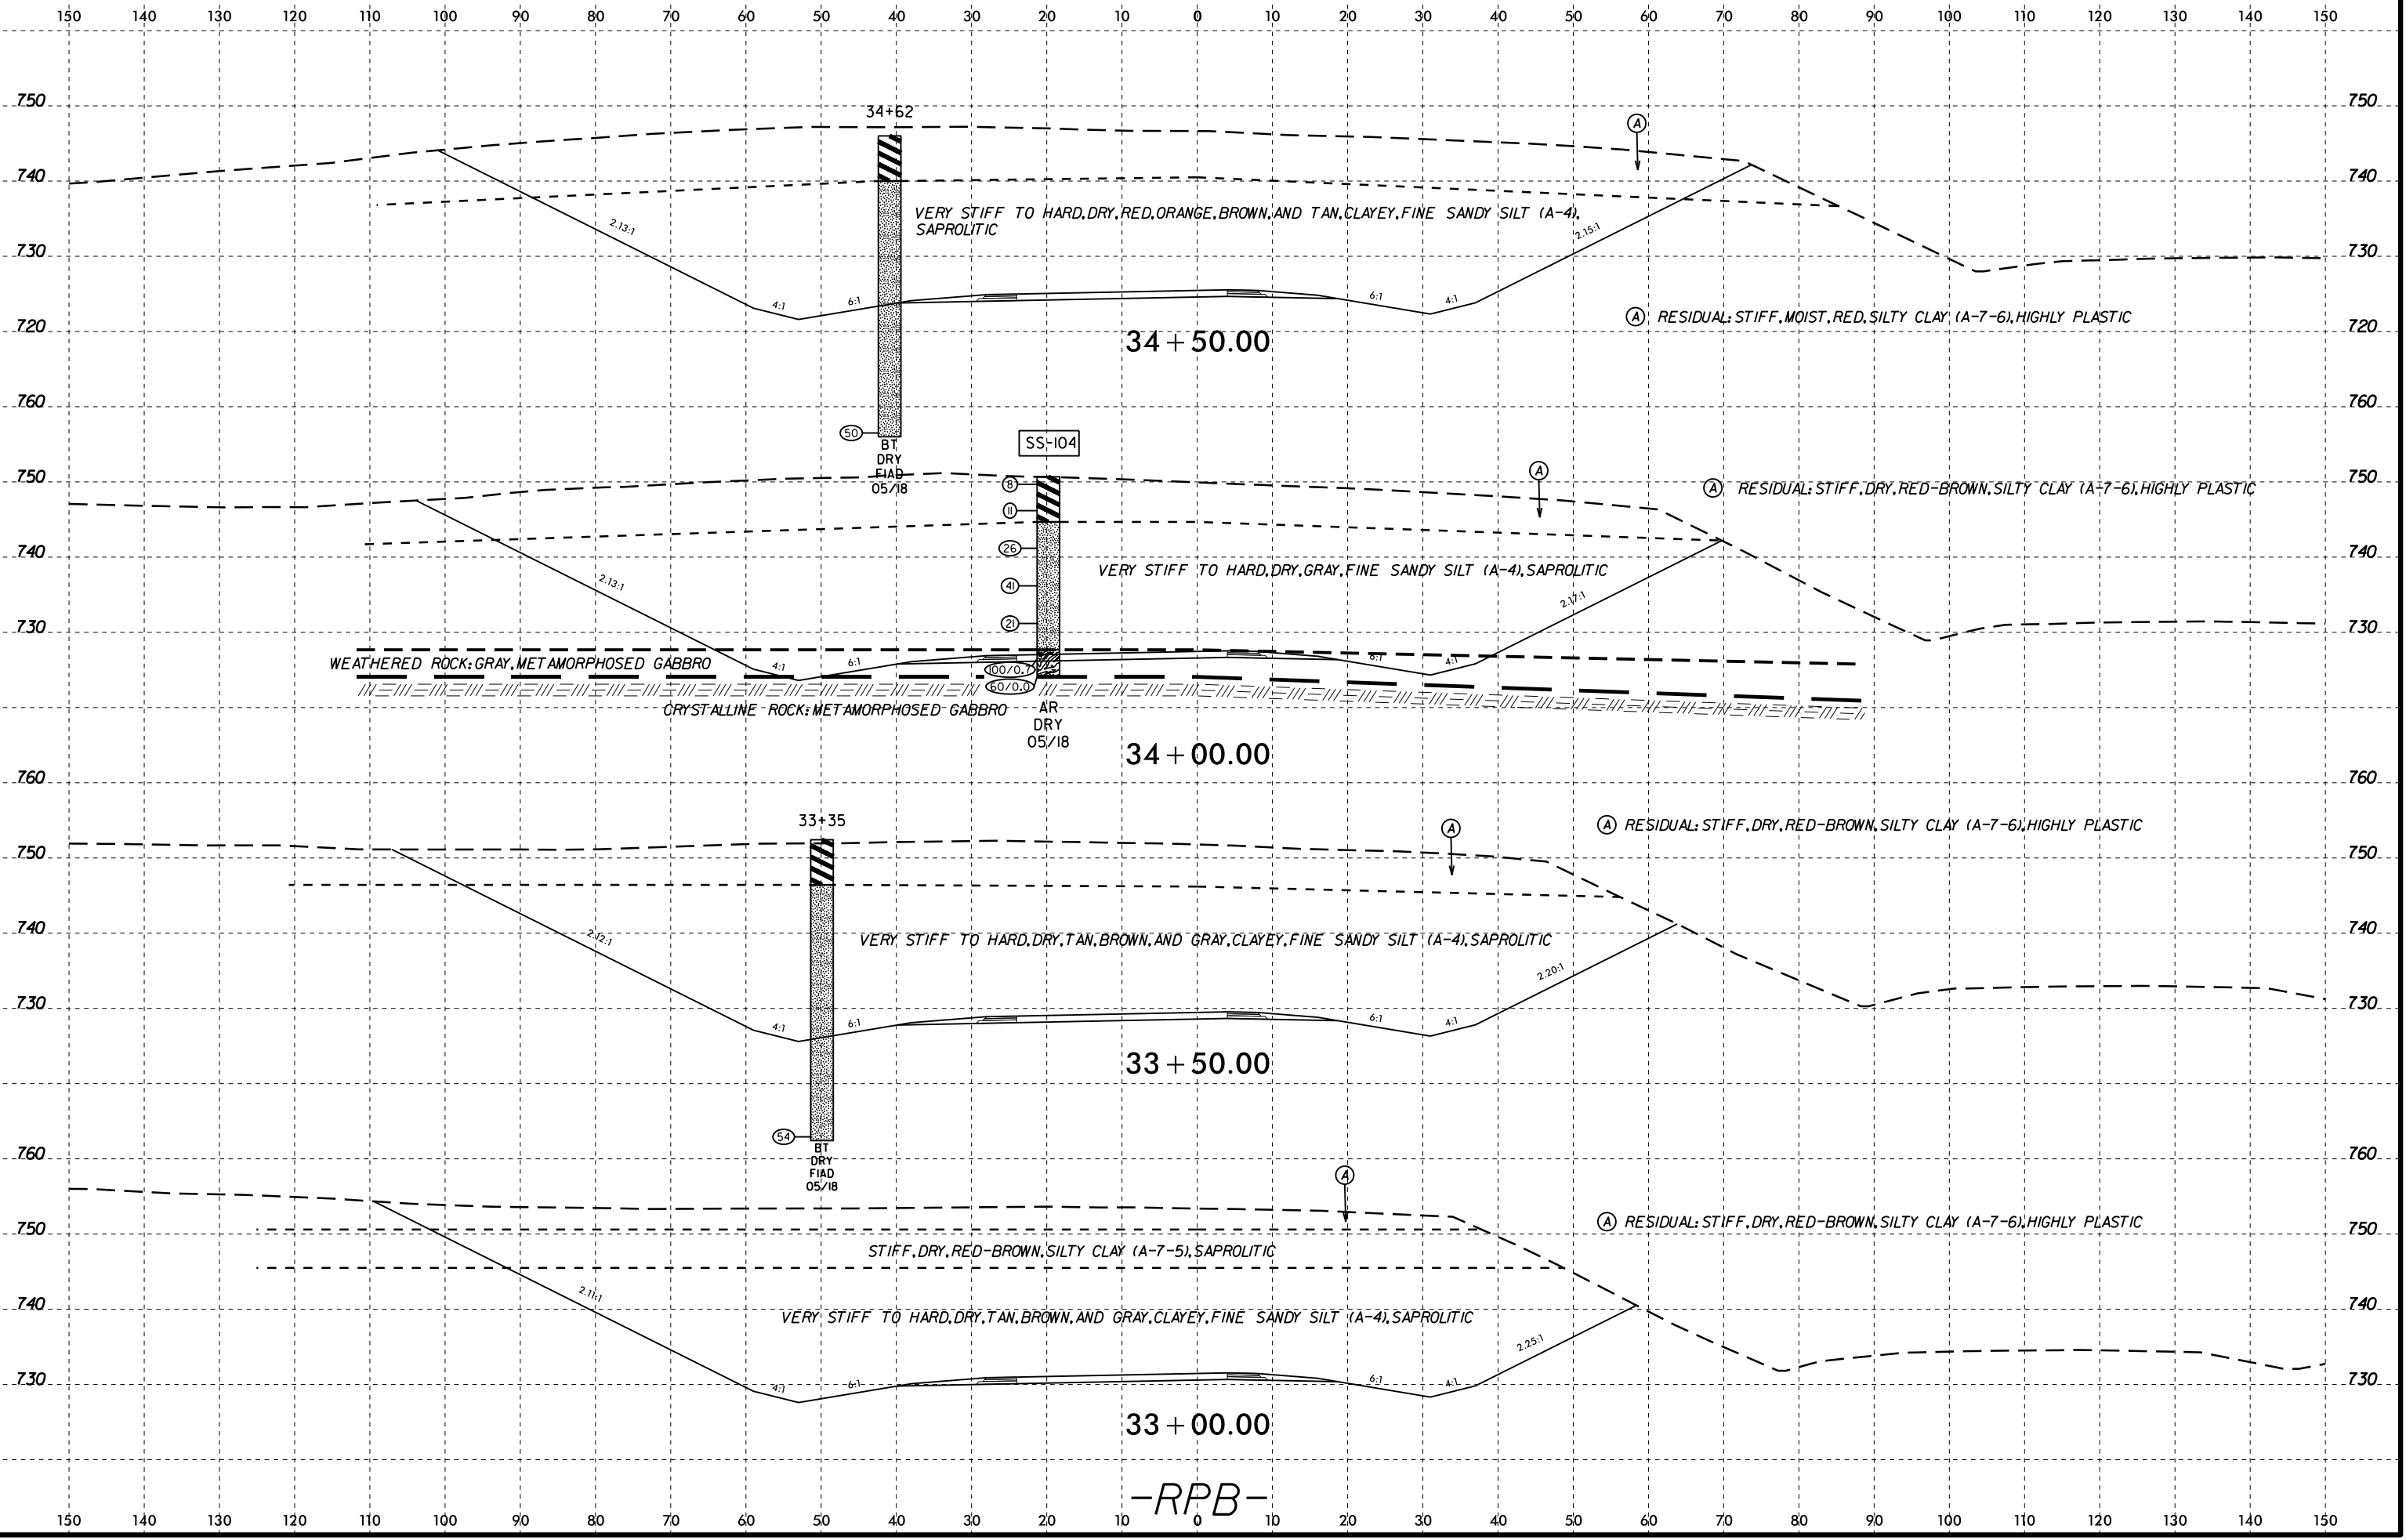 150 140 130 120 110 100 90 80 70 60 50 40 30 20 10 0 10 20 30 40 50 60 70 80 90 100 110 120 130 140 150
750 750
34+62
A
740 740
VERY STIFF TO HARD, DRY, RED, ORANGE, BROWN, AND TAN, CLAYEY, FINE SANDY SILT (A-4),
SAPROLITIC
2.13:1 2.15:1
730 730
4:1 6:1 6:1 4:1
A RESIDUAL: STIFF, MOIST, RED, SILTY CLAY (A-7-6), HIGHLY PLASTIC
720 720
34+50.00
760 760
50
BT
DRY
FIAD
05/18
SS-104
750 750
A
A RESIDUAL: STIFF, DRY, RED-BROWN, SILTY CLAY (A-7-6), HIGHLY PLASTIC
8
11
26
740 740
VERY STIFF TO HARD, DRY, GRAY, FINE SANDY SILT (A-4), SAPROLITIC
41
2.13:1 2.17:1
21
730 730
WEATHERED ROCK: GRAY, METAMORPHOSED GABBRO
4:1 6:1 6:1 4:1
100/0.7
60/0.0
CRYSTALLINE ROCK: METAMORPHOSED GABBRO
AR
DRY
05/18
34+00.00
760 760
33+35
A
A RESIDUAL: STIFF, DRY, RED-BROWN, SILTY CLAY (A-7-6), HIGHLY PLASTIC
750 750
740 740
2.12:1
VERY STIFF TO HARD, DRY, TAN, BROWN, AND GRAY, CLAYEY, FINE SANDY SILT (A-4), SAPROLITIC
2.20:1
730 730
4:1 6:1 6:1 4:1
33+50.00
54
BT
DRY
FIAD
05/18
760 760
A
A RESIDUAL: STIFF, DRY, RED-BROWN, SILTY CLAY (A-7-6), HIGHLY PLASTIC
750 750
STIFF, DRY, RED-BROWN, SILTY CLAY (A-7-5), SAPROLITIC
2.11:1
740 740
VERY STIFF TO HARD, DRY, TAN, BROWN, AND GRAY, CLAYEY, FINE SANDY SILT (A-4), SAPROLITIC
2.25:1
730 730
4:1 6:1 6:1 4:1
33+00.00
-RPB-
150 140 130 120 110 100 90 80 70 60 50 40 30 20 10 0 10 20 30 40 50 60 70 80 90 100 110 120 130 140 150